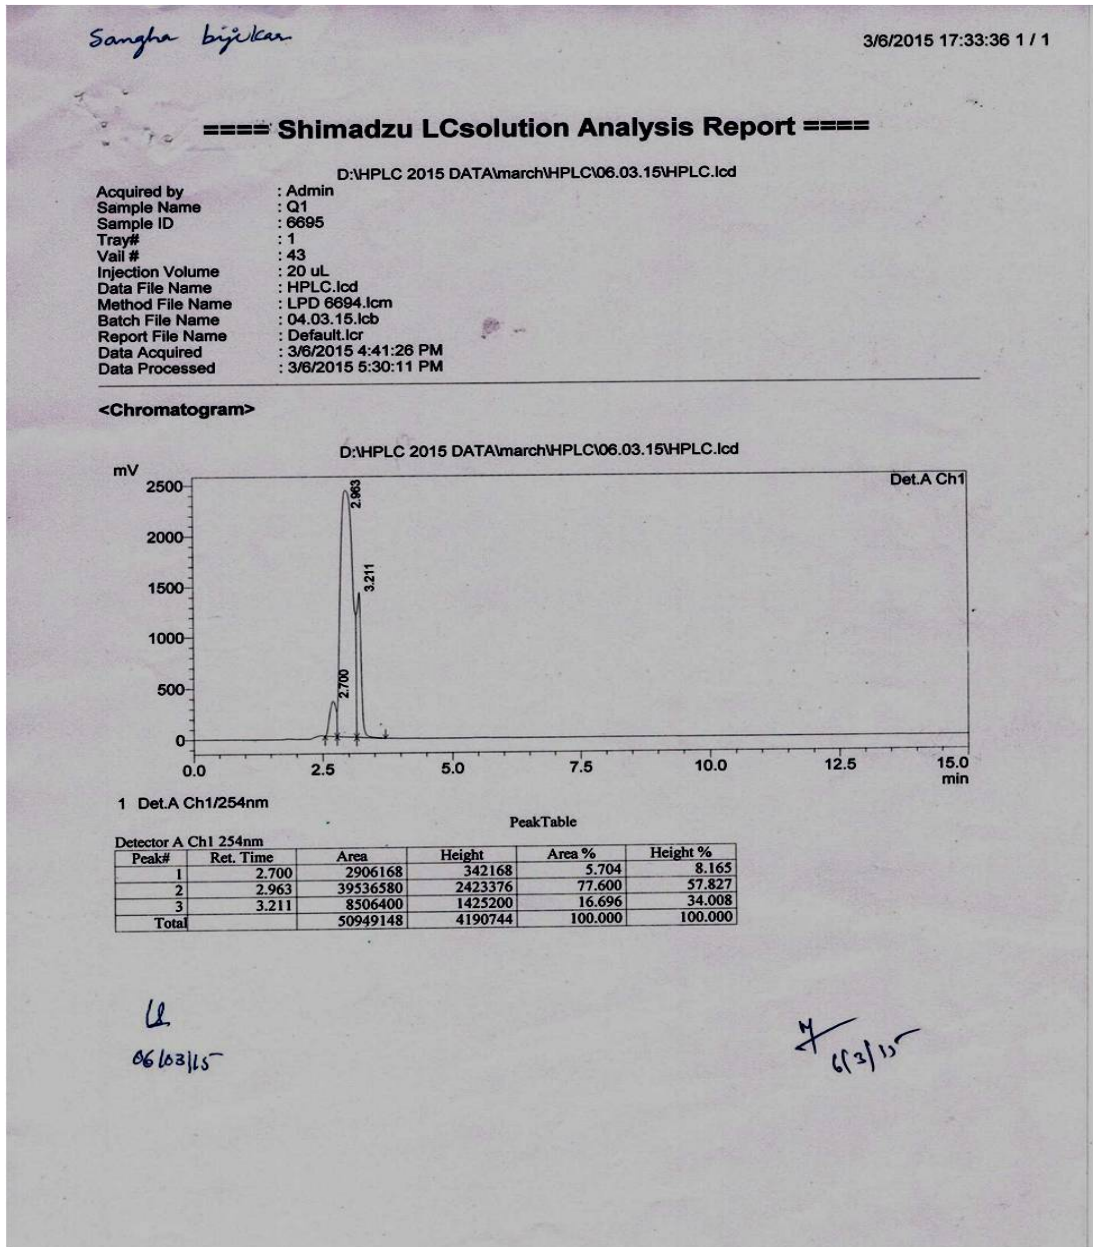 Sangha bijekar
3/6/2015 17:33:36 1 / 1
==== Shimadzu LCsolution Analysis Report ====
D:\HPLC 2015 DATA\march\HPLC\06.03.15\HPLC.lcd
Acquired by : Admin
Sample Name : Q1
Sample ID : 6695
Tray# : 1
Vail # : 43
Injection Volume : 20 uL
Data File Name : HPLC.lcd
Method File Name : LPD 6694.lcm
Batch File Name : 04.03.15.lcb
Report File Name : Default.lcr
Data Acquired : 3/6/2015 4:41:26 PM
Data Processed : 3/6/2015 5:30:11 PM
<Chromatogram>
D:\HPLC 2015 DATA\march\HPLC\06.03.15\HPLC.lcd
mV
Det.A Ch1
2500
2000
1500
1000
500
0
2.963
3.211
2.700
0.0 2.5 5.0 7.5 10.0 12.5 15.0
min
1 Det.A Ch1/254nm
PeakTable
Detector A Ch1 254nm
Peak# Ret. Time Area Height Area % Height %
1 2.700 2906168 342168 5.704 8.165
2 2.963 39536580 2423376 77.600 57.827
3 3.211 8506400 1425200 16.696 34.008
Total 50949148 4190744 100.000 100.000
06/03/15
6/3/15